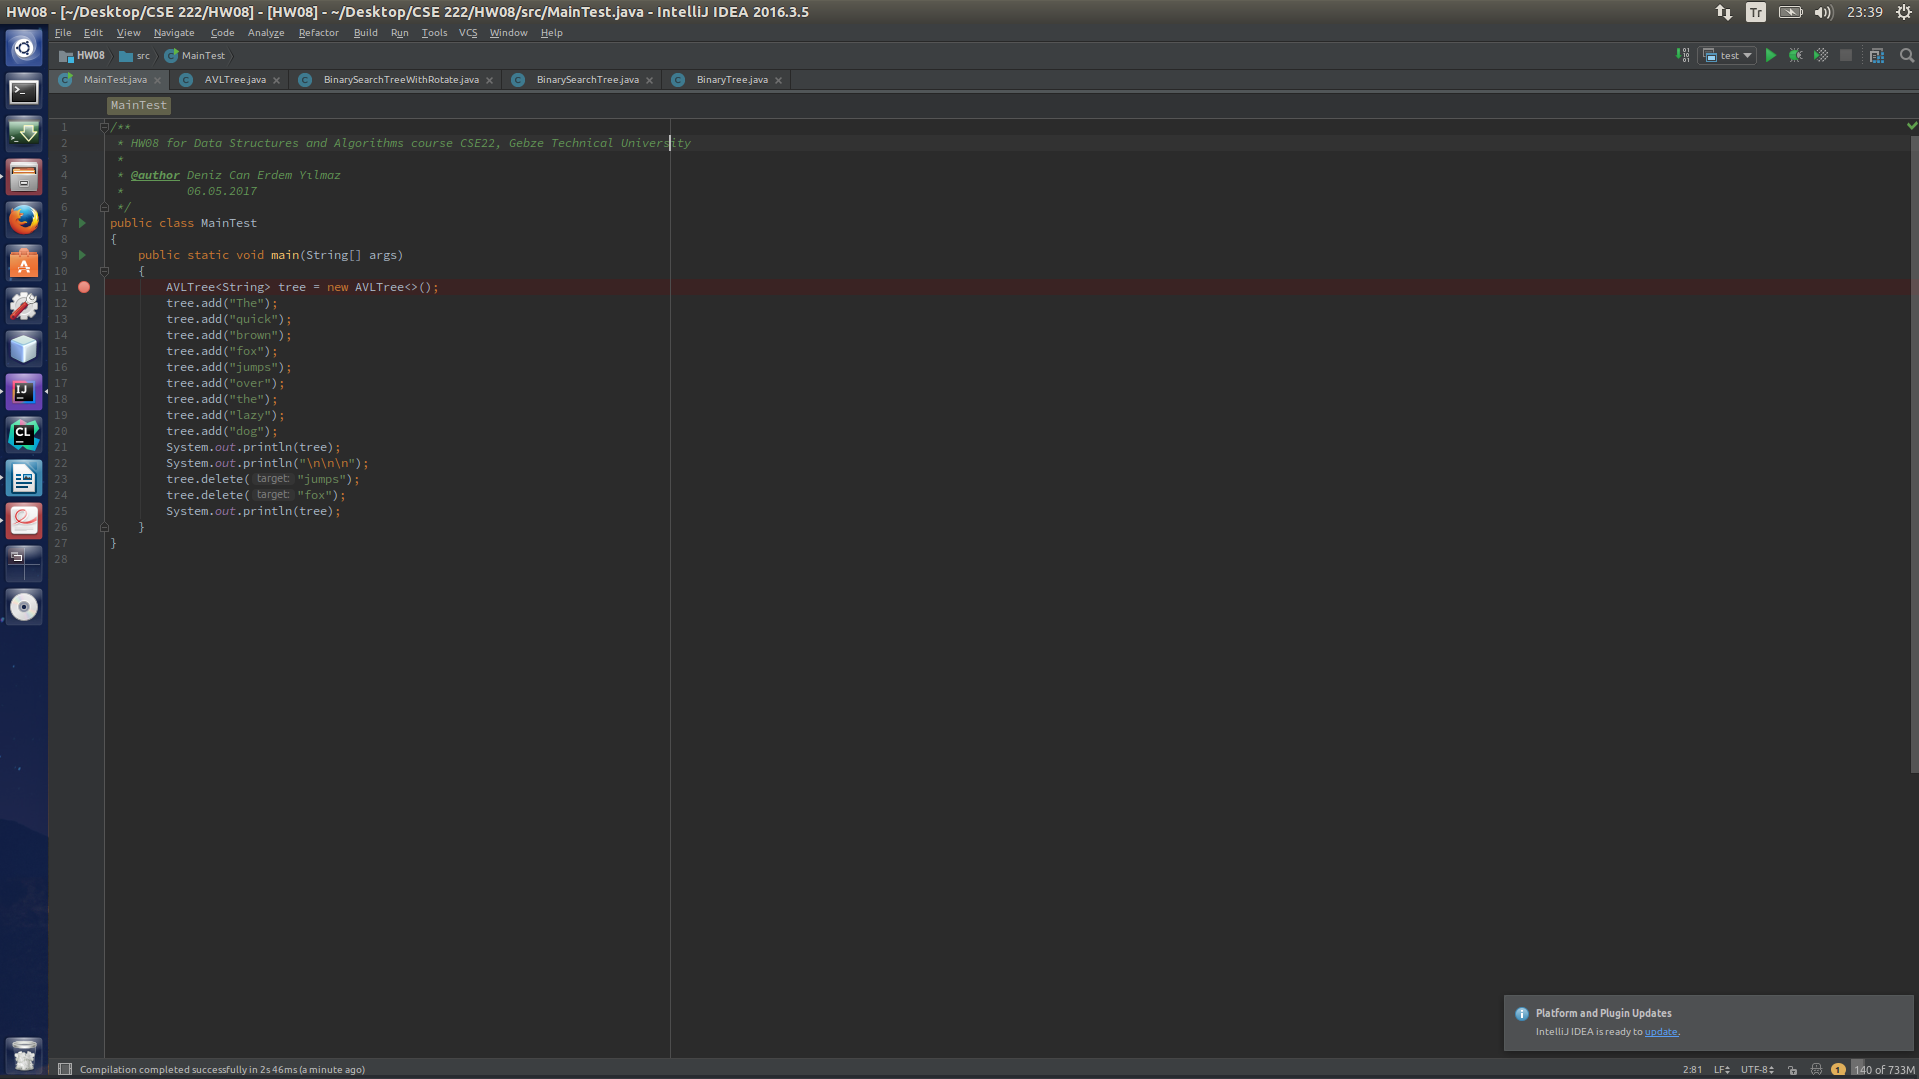 HW08 - [~/Desktop/CSE 222/HW08] - [HW08] - ~/Desktop/CSE 222/HW08/src/MainTest.java - IntelliJ IDEA 2016.3.5
Tr
23:39
File Edit View Navigate Code Analyze Refactor Build Run Tools VCS Window Help
HW08 src MainTest
test
MainTest.java AVLTree.java BinarySearchTreeWithRotate.java BinarySearchTree.java BinaryTree.java
MainTest
1 /**
2 * HW08 for Data Structures and Algorithms course CSE22, Gebze Technical University
3 *
4 * @author Deniz Can Erdem Yılmaz
5 * 06.05.2017
6 */
7 public class MainTest
8 {
9 public static void main(String[] args)
10 {
11 AVLTree<String> tree = new AVLTree<>();
12 tree.add("The");
13 tree.add("quick");
14 tree.add("brown");
15 tree.add("fox");
16 tree.add("jumps");
17 tree.add("over");
18 tree.add("the");
19 tree.add("lazy");
20 tree.add("dog");
21 System.out.println(tree);
22 System.out.println("\n\n\n");
23 tree.delete( target: "jumps");
24 tree.delete( target: "fox");
25 System.out.println(tree);
26 }
27 }
28
IJ
CL
Platform and Plugin Updates
IntelliJ IDEA is ready to update.
Compilation completed successfully in 2s 46ms (a minute ago)
2:81 LF UTF-8 1 140 of 733M